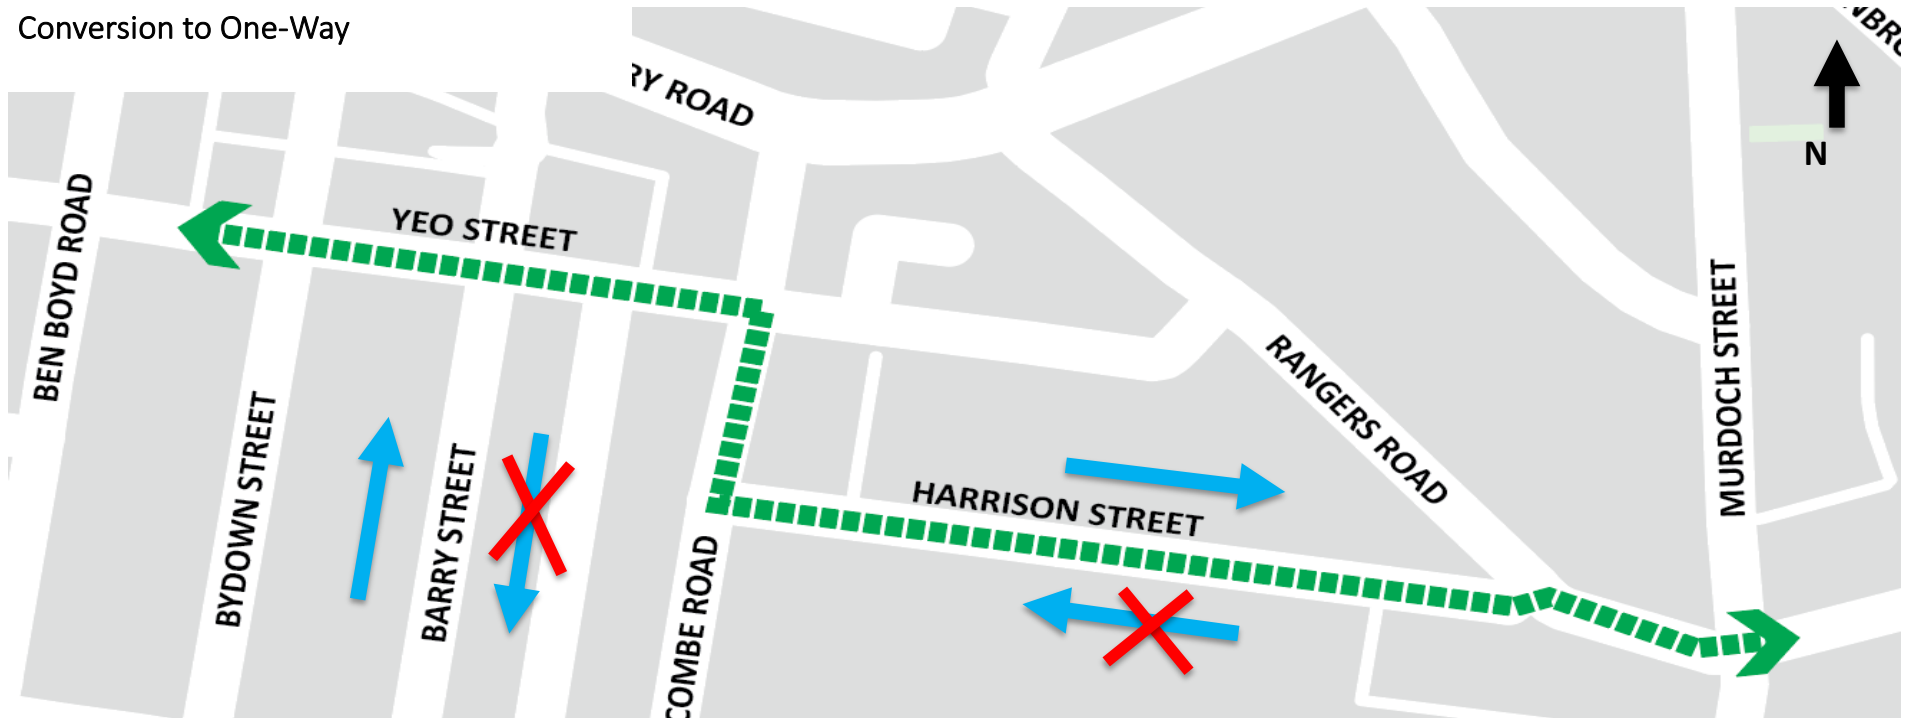 Conversion to One-Way
RY ROAD
N
YEO STREET
BEN BOYD ROAD
BYDOWN STREET
BARRY STREET
COMBE ROAD
HARRISON STREET
RANGERS ROAD
MURDOCH STREET